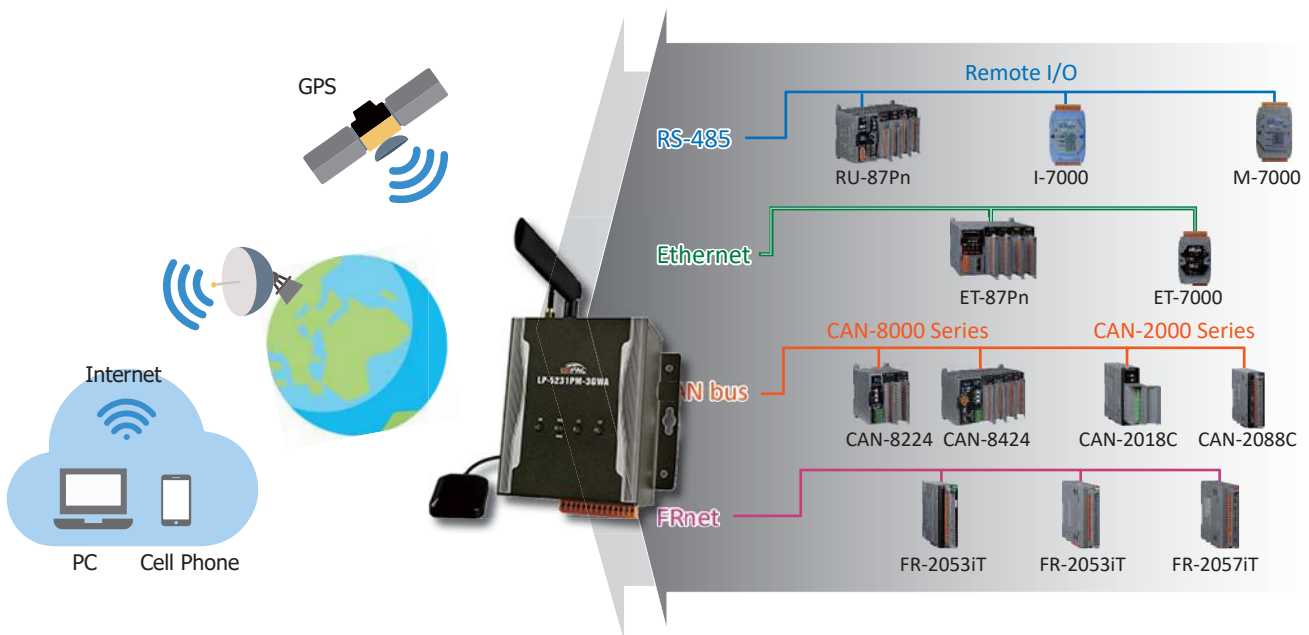 GPS
Internet
PC
Cell Phone
LP-5231PM-3GWA
Remote I/O
RS-485
RU-87Pn
I-7000
M-7000
Ethernet
ET-87Pn
ET-7000
CAN-8000 Series
CAN-2000 Series
AN bus
CAN-8224
CAN-8424
CAN-2018C
CAN-2088C
FRnet
FR-2053iT
FR-2053iT
FR-2057iT